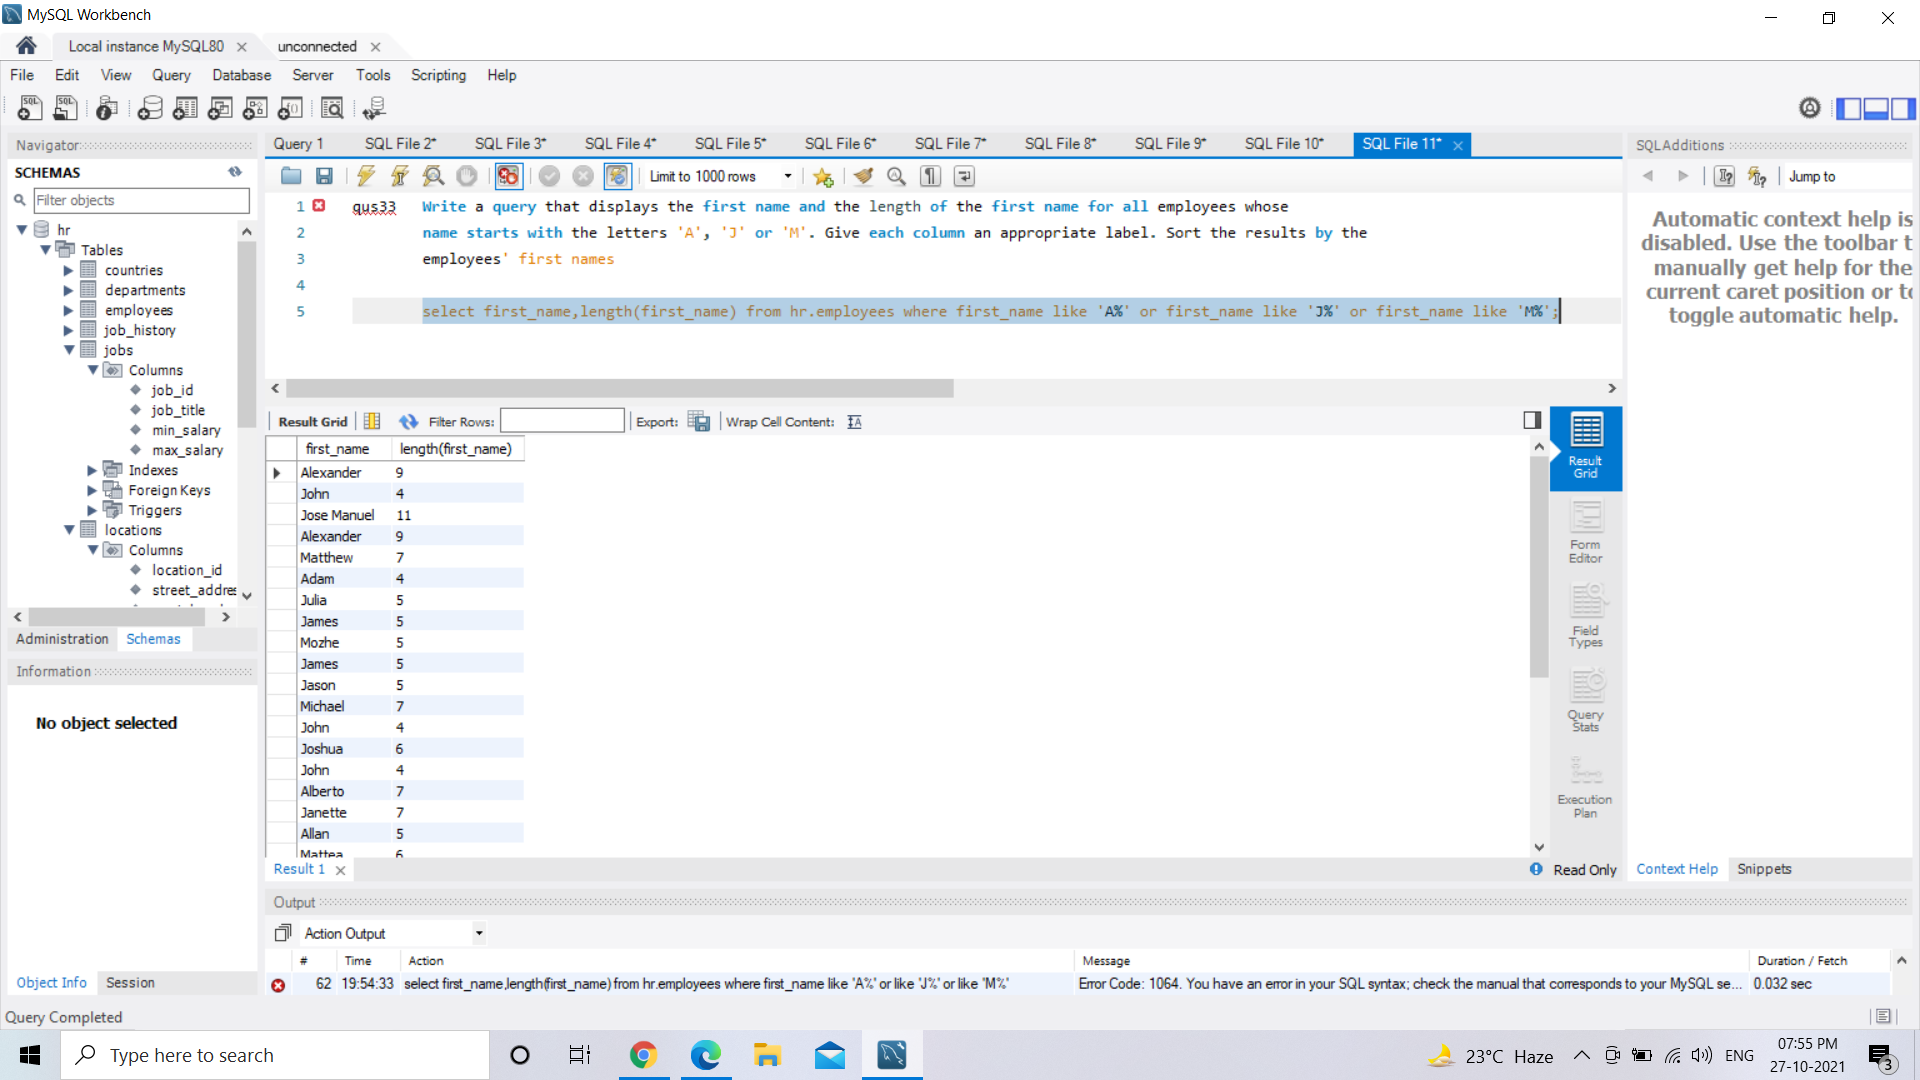 MySQL Workbench
Local instance MySQL80
unconnected
File Edit View Query Database Server Tools Scripting Help
Navigator
SCHEMAS
Filter objects
hr
Tables
countries
departments
employees
job_history
jobs
Columns
job_id
job_title
min_salary
max_salary
Indexes
Foreign Keys
Triggers
locations
Columns
location_id
street_addre
Administration Schemas
Information
No object selected
Object Info Session
Query Completed
Query 1 SQL File 2* SQL File 3* SQL File 4* SQL File 5* SQL File 6* SQL File 7* SQL File 8* SQL File 9* SQL File 10* SQL File 11*
Limit to 1000 rows
1 qus33 Write a query that displays the first name and the length of the first name for all employees whose
2 name starts with the letters 'A', 'J' or 'M'. Give each column an appropriate label. Sort the results by the
3 employees' first names
4
5 select first_name,length(first_name) from hr.employees where first_name like 'A%' or first_name like 'J%' or first_name like 'M%';
Result Grid Filter Rows: Export: Wrap Cell Content:
first_name length(first_name)
Alexander 9
John 4
Jose Manuel 11
Alexander 9
Matthew 7
Adam 4
Julia 5
James 5
Mozhe 5
James 5
Jason 5
Michael 7
John 4
Joshua 6
John 4
Alberto 7
Janette 7
Allan 5
Mattea 6
Result Grid
Form Editor
Field Types
Query Stats
Execution Plan
Result 1
Read Only
SQLAdditions
Jump to
Automatic context help is
disabled. Use the toolbar t
manually get help for the
current caret position or to
toggle automatic help.
Context Help Snippets
Output
Action Output
# Time Action Message Duration / Fetch
62 19:54:33 select first_name,length(first_name) from hr.employees where first_name like 'A%' or like 'J%' or like 'M%' Error Code: 1064. You have an error in your SQL syntax; check the manual that corresponds to your MySQL se... 0.032 sec
Type here to search
23°C Haze
ENG
07:55 PM
27-10-2021
3